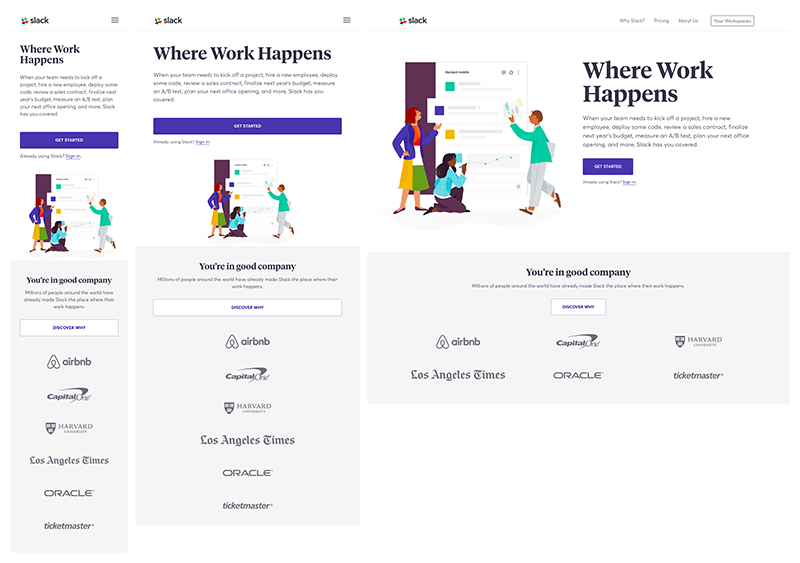 slack
Where Work
Happens
When your team needs to kick off a
project, hire a new employee, deploy
some code, review a sales contract,
finalize next year's budget, measure
an A/B test, plan your next office
opening, and more, Slack has you
covered.
GET STARTED
Already using Slack? Sign in.
You're in good company
Millions of people around the world have
already made Slack the place where their
work happens.
DISCOVER WHY
airbnb
Capital One
HARVARD
UNIVERSITY
Los Angeles Times
ORACLE
ticketmaster
slack
Where Work Happens
When your team needs to kick off a project, hire a new employee, deploy
some code, review a sales contract, finalize next year's budget, measure
an A/B test, plan your next office opening, and more, Slack has you
covered.
GET STARTED
Already using Slack? Sign in.
You're in good company
Millions of people around the world have already made Slack the place where their
work happens.
DISCOVER WHY
airbnb
Capital One
HARVARD
UNIVERSITY
Los Angeles Times
ORACLE
ticketmaster
slack
Why Slack?
Pricing
About Us
Your Workspaces
Where Work
Happens
When your team needs to kick off a project, hire a new
employee, deploy some code, review a sales contract, finalize
next year's budget, measure an A/B test, plan your next office
opening, and more, Slack has you covered.
GET STARTED
Already using Slack? Sign in.
You're in good company
Millions of people around the world have already made Slack the place where their work happens.
DISCOVER WHY
airbnb
Capital One
HARVARD
UNIVERSITY
Los Angeles Times
ORACLE
ticketmaster